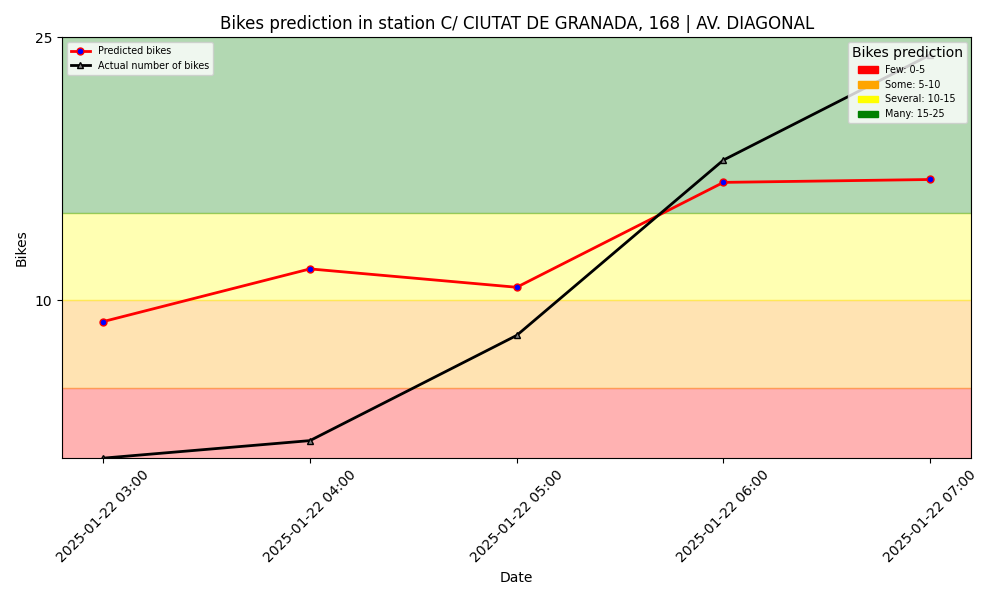 Bikes prediction in station C/ CIUTAT DE GRANADA, 168 | AV. DIAGONAL
Predicted bikes
Actual number of bikes
Bikes prediction
Few: 0-5
Some: 5-10
Several: 10-15
Many: 15-25
25
10
Bikes
2025-01-22 03:00
2025-01-22 04:00
2025-01-22 05:00
2025-01-22 06:00
2025-01-22 07:00
Date